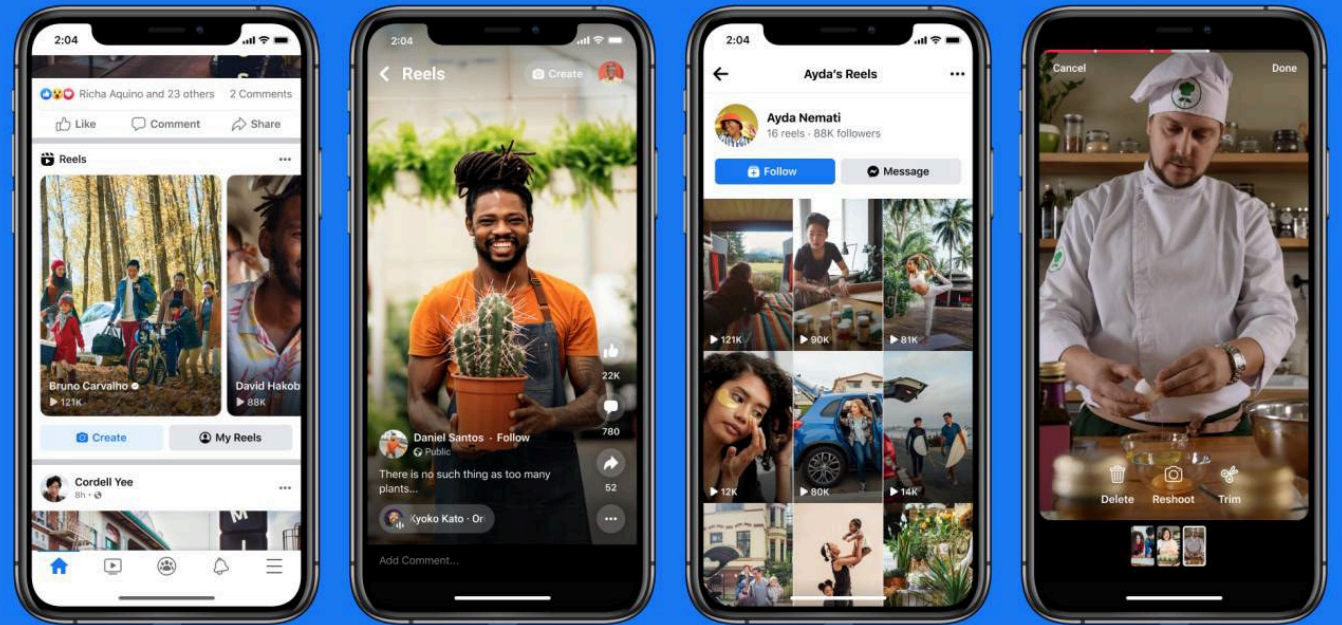 2:04
Richa Aquino and 23 others 2 Comments
Like Comment Share
Reels
Bruno Carvalho
121K
David Hakob
88K
Create My Reels
Cordell Yee
8h
2:04
Reels Create
22K
780
Daniel Santos · Follow
Public
There is no such thing as too many
plants...
52
Kyoko Kato · Or
Add Comment...
2:04
Ayda's Reels
Ayda Nemati
16 reels · 88K followers
Follow Message
121K 90K 81K
12K 80K 14K
Cancel Done
Delete Reshoot Trim